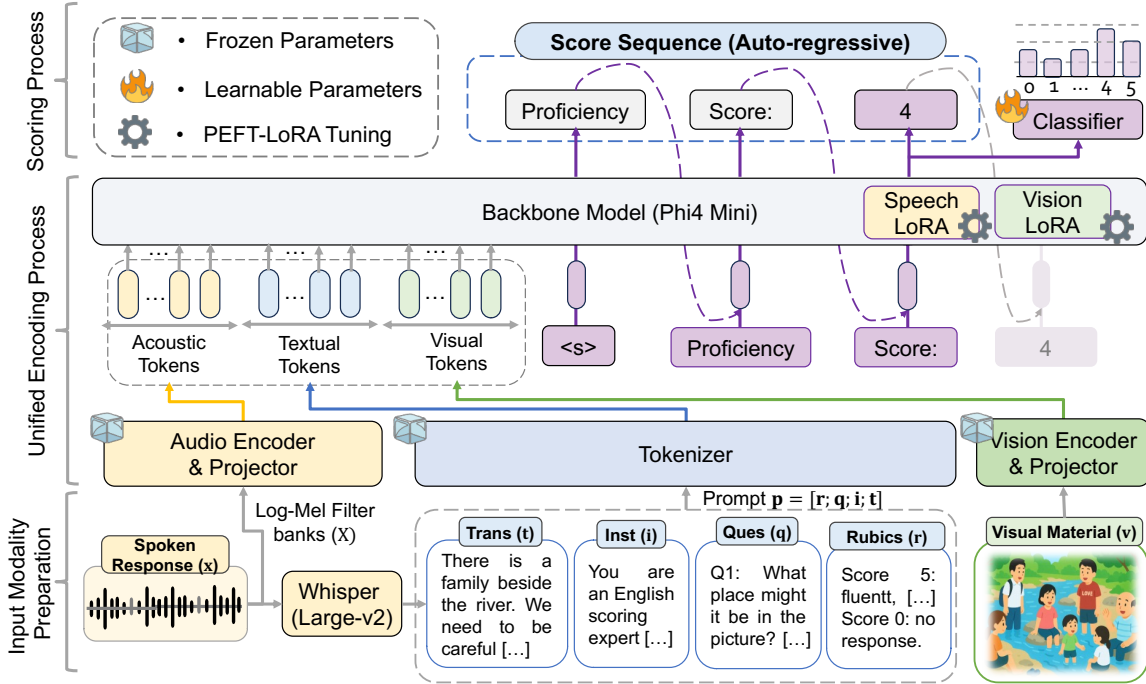 Scoring Process
• Frozen Parameters
• Learnable Parameters
• PEFT-LoRA Tuning
Score Sequence (Auto-regressive)
Proficiency
Score:
4
0 1 ... 4 5
Classifier
Unified Encoding Process
Backbone Model (Phi4 Mini)
Speech
LoRA
Vision
LoRA
... ... ...
... ... ...
Acoustic
Tokens
Textual
Tokens
Visual
Tokens
<s>
Proficiency
Score:
4
Audio Encoder
& Projector
Tokenizer
Vision Encoder
& Projector
Input Modality
Preparation
Log-Mel Filter
banks (X)
Prompt p = [r; q; i; t]
Spoken
Response (x)
Whisper
(Large-v2)
Trans (t)
There is a
family beside
the river. We
need to be
careful [...]
Inst (i)
You are
an English
scoring
expert [...]
Ques (q)
Q1: What
place might
it be in the
picture? [...]
Rubics (r)
Score 5:
fluentt, [...]
Score 0: no
response.
Visual Material (v)